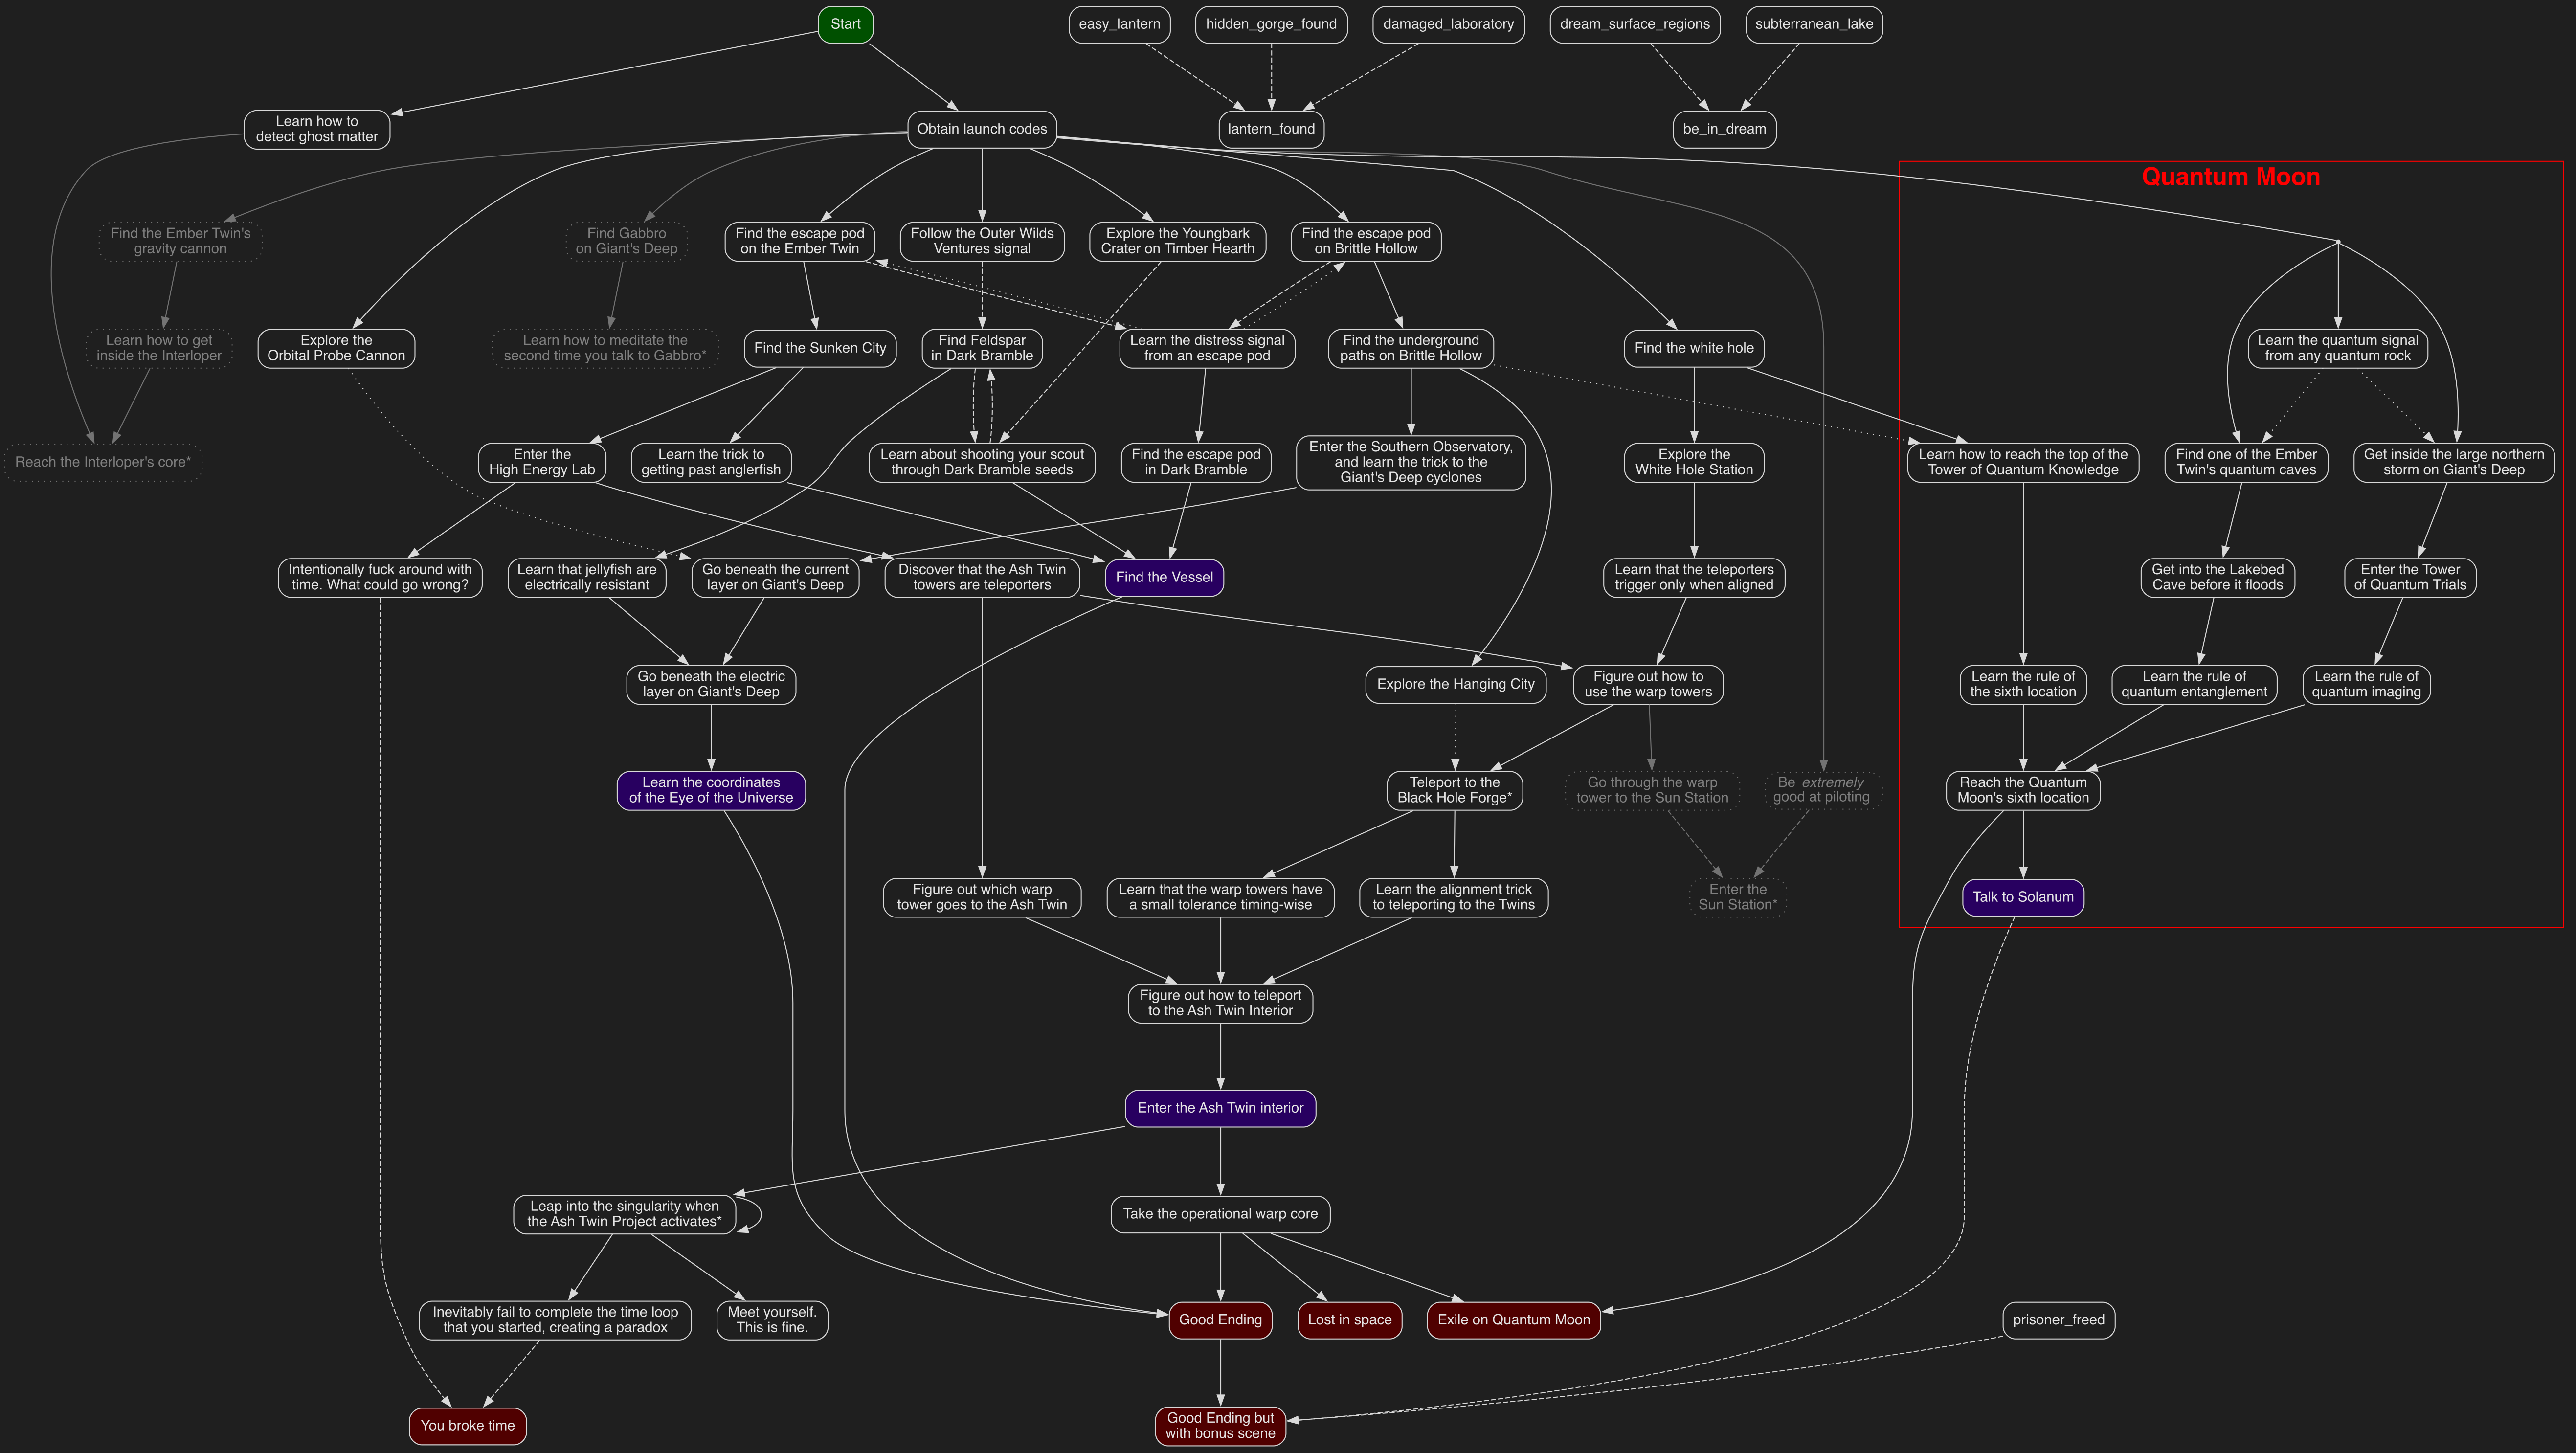 Start
easy_lantern
hidden_gorge_found
damaged_laboratory
dream_surface_regions
subterranean_lake
Learn how to
detect ghost matter
Obtain launch codes
lantern_found
be_in_dream
Quantum Moon
Find the Ember Twin's
gravity cannon
Find Gabbro
on Giant's Deep
Find the escape pod
on the Ember Twin
Follow the Outer Wilds
Ventures signal
Explore the Youngbark
Crater on Timber Hearth
Find the escape pod
on Brittle Hollow
Learn how to get
inside the Interloper
Explore the
Orbital Probe Cannon
Learn how to meditate the
second time you talk to Gabbro*
Find the Sunken City
Find Feldspar
in Dark Bramble
Learn the distress signal
from an escape pod
Find the underground
paths on Brittle Hollow
Find the white hole
Learn the quantum signal
from any quantum rock
Reach the Interloper's core*
Enter the
High Energy Lab
Learn the trick to
getting past anglerfish
Learn about shooting your scout
through Dark Bramble seeds
Find the escape pod
in Dark Bramble
Enter the Southern Observatory,
and learn the trick to the
Giant's Deep cyclones
Explore the
White Hole Station
Learn how to reach the top of the
Tower of Quantum Knowledge
Find one of the Ember
Twin's quantum caves
Get inside the large northern
storm on Giant's Deep
Intentionally fuck around with
time. What could go wrong?
Learn that jellyfish are
electrically resistant
Go beneath the current
layer on Giant's Deep
Discover that the Ash Twin
towers are teleporters
Find the Vessel
Learn that the teleporters
trigger only when aligned
Get into the Lakebed
Cave before it floods
Enter the Tower
of Quantum Trials
Go beneath the electric
layer on Giant's Deep
Explore the Hanging City
Figure out how to
use the warp towers
Learn the rule of
the sixth location
Learn the rule of
quantum entanglement
Learn the rule of
quantum imaging
Learn the coordinates
of the Eye of the Universe
Teleport to the
Black Hole Forge*
Go through the warp
tower to the Sun Station
Be extremely
good at piloting
Reach the Quantum
Moon's sixth location
Figure out which warp
tower goes to the Ash Twin
Learn that the warp towers have
a small tolerance timing-wise
Learn the alignment trick
to teleporting to the Twins
Enter the
Sun Station*
Talk to Solanum
Figure out how to teleport
to the Ash Twin Interior
Enter the Ash Twin interior
Leap into the singularity when
the Ash Twin Project activates*
Take the operational warp core
Inevitably fail to complete the time loop
that you started, creating a paradox
Meet yourself.
This is fine.
Good Ending
Lost in space
Exile on Quantum Moon
prisoner_freed
You broke time
Good Ending but
with bonus scene